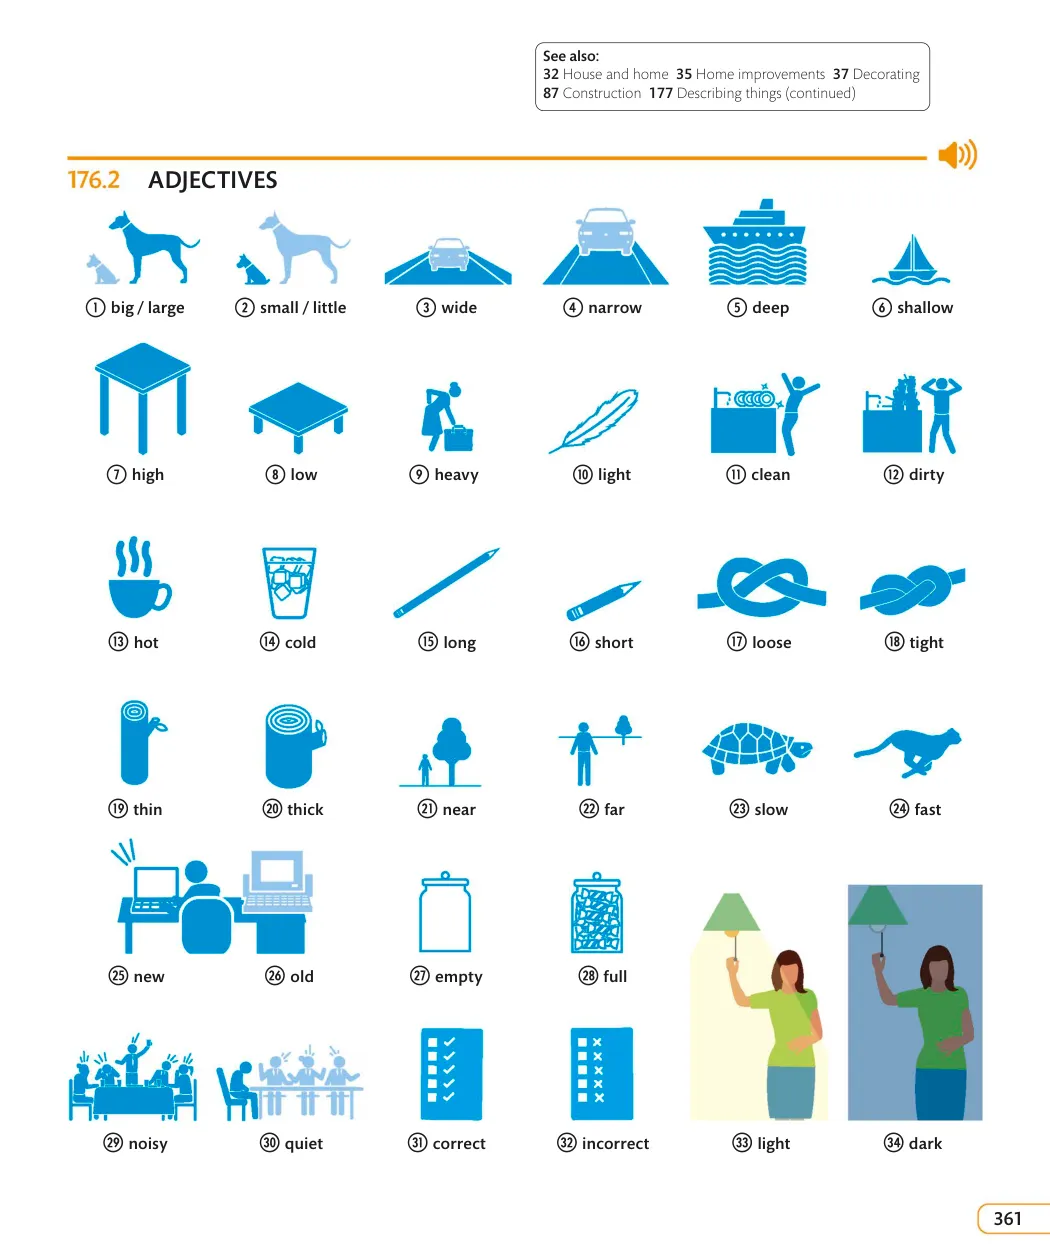 See also:
32 House and home 35 Home improvements 37 Decorating
87 Construction 177 Describing things (continued)
176.2 ADJECTIVES
1 big / large
2 small / little
3 wide
4 narrow
5 deep
6 shallow
7 high
8 low
9 heavy
10 light
11 clean
12 dirty
13 hot
14 cold
15 long
16 short
17 loose
18 tight
19 thin
20 thick
21 near
22 far
23 slow
24 fast
25 new
26 old
27 empty
28 full
29 noisy
30 quiet
31 correct
32 incorrect
33 light
34 dark
361